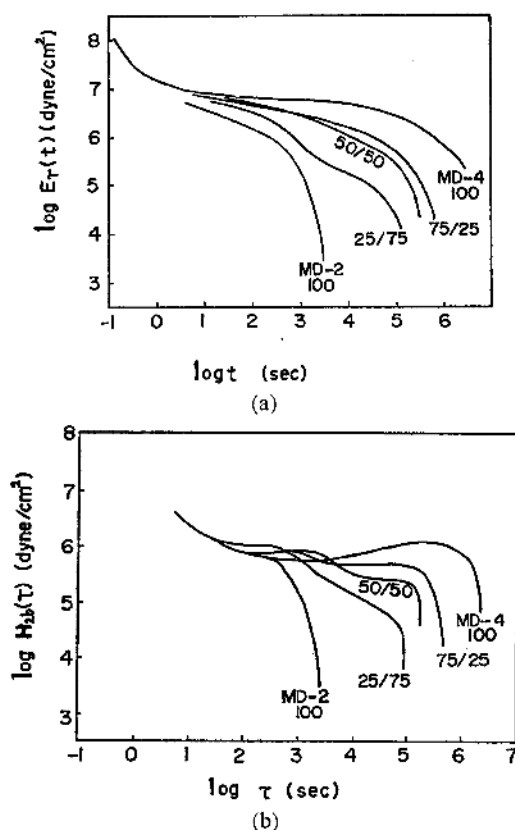 log E_T(t) (dyne/cm²)
8
7
6
5
4
3
50/50
MD-4
100
25/75
75/25
MD-2
100
-1 0 1 2 3 4 5 6
log t (sec)
(a)
log H_2b(τ) (dyne/cm²)
8
7
6
5
4
3
50/50
MD-4
100
75/25
25/75
MD-2
100
-1 0 1 2 3 4 5 6 7
log τ (sec)
(b)